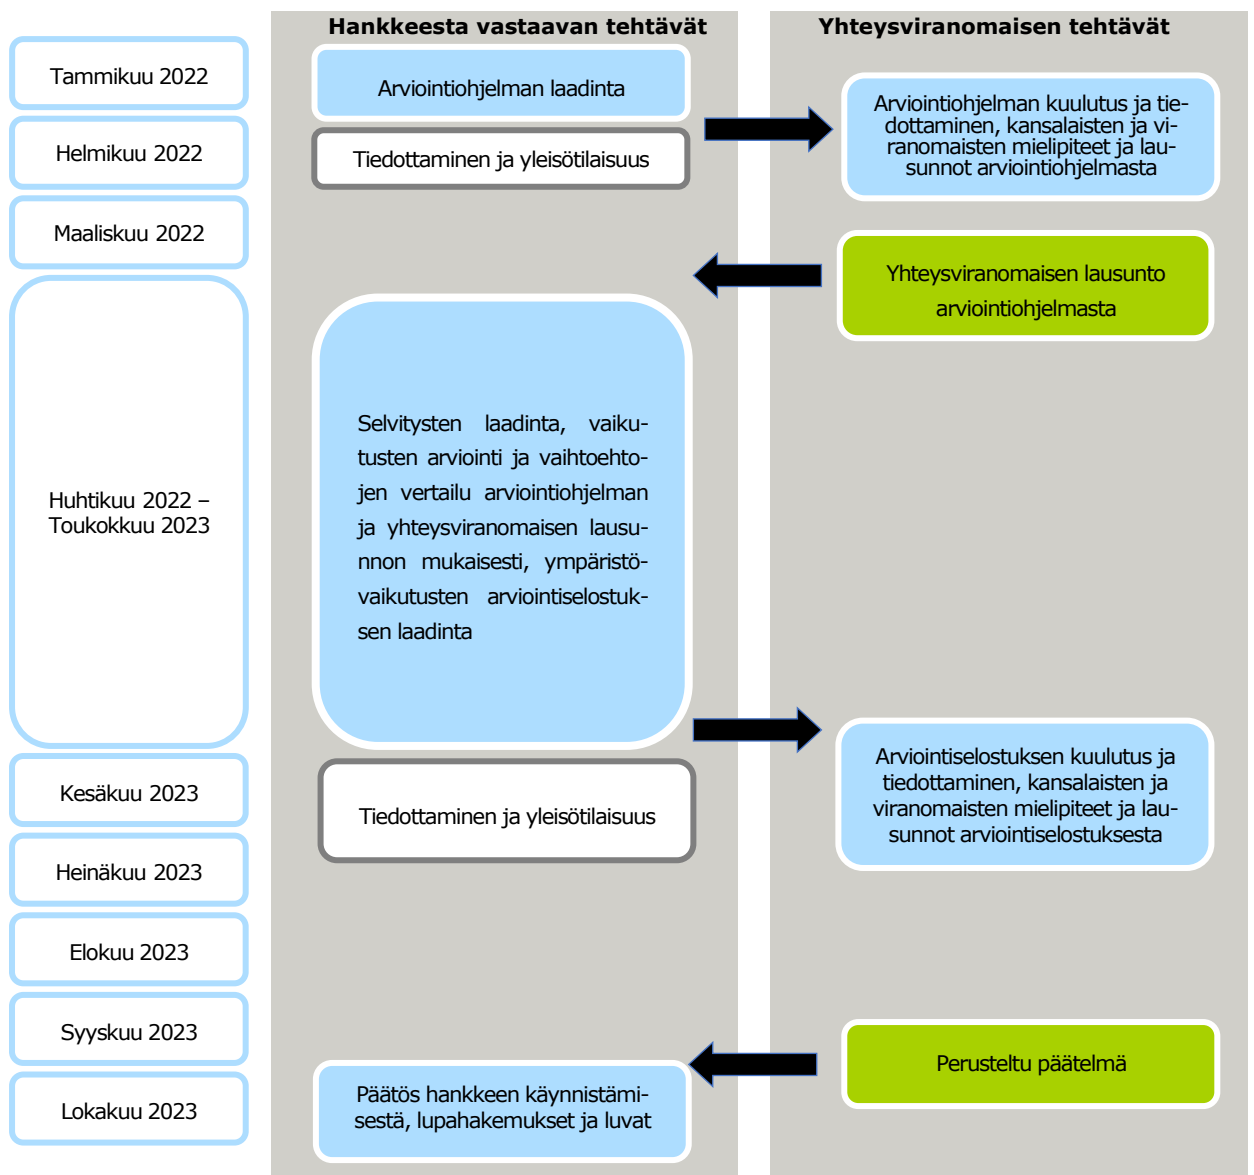 Hankkeesta vastaavan tehtävät
Yhteysviranomaisen tehtävät
Tammikuu 2022
Helmikuu 2022
Maaliskuu 2022
Huhtikuu 2022 –
Toukokkuu 2023
Kesäkuu 2023
Heinäkuu 2023
Elokuu 2023
Syyskuu 2023
Lokakuu 2023
Arviointiohjelman laadinta
Tiedottaminen ja yleisötilaisuus
Selvitysten laadinta, vaiku-
tusten arviointi ja vaihtoehto-
jen vertailu arviointiohjelman
ja yhteysviranomaisen lausu-
nnon mukaisesti, ympäristö-
vaikutusten arviointiselostuk-
sen laadinta
Tiedottaminen ja yleisötilaisuus
Päätös hankkeen käynnistämi-
sestä, lupahakemukset ja luvat
Arviointiohjelman kuulutus ja tie-
dottaminen, kansalaisten ja vi-
ranomaisten mielipiteet ja lau-
sunnot arviointiohjelmasta
Yhteysviranomaisen lausunto
arviointiohjelmasta
Arviointiselostuksen kuulutus ja
tiedottaminen, kansalaisten ja
viranomaisten mielipiteet ja lau-
sunnot arviointiselostuksesta
Perusteltu päätelmä